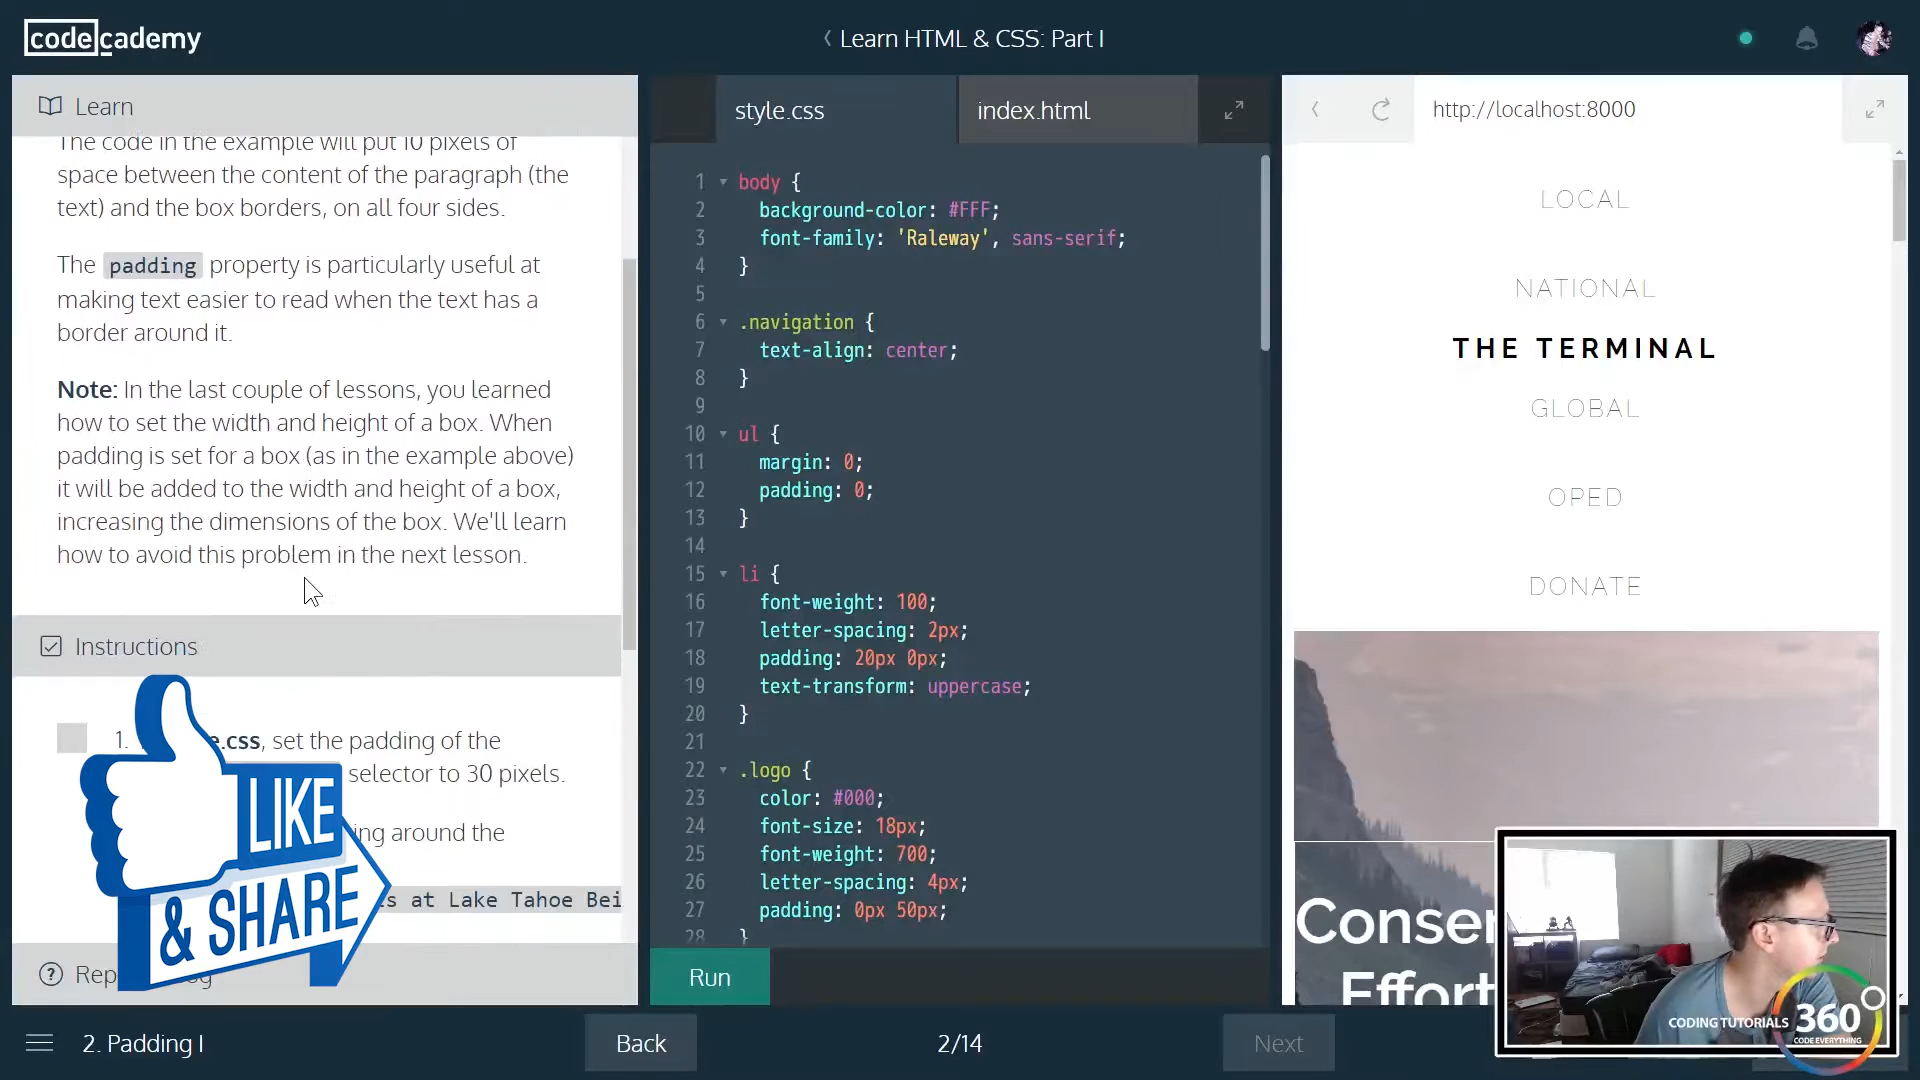 codecademy
Learn HTML & CSS: Part I
Learn
The code in the example will put 10 pixels of
space between the content of the paragraph (the
text) and the box borders, on all four sides.
The padding property is particularly useful at
making text easier to read when the text has a
border around it.
Note: In the last couple of lessons, you learned
how to set the width and height of a box. When
padding is set for a box (as in the example above)
it will be added to the width and height of a box,
increasing the dimensions of the box. We'll learn
how to avoid this problem in the next lesson.
Instructions
1. e.css, set the padding of the
selector to 30 pixels.
ing around the
s at Lake Tahoe Bei
LIKE
& SHARE
Rep g
style.css
index.html
1 body {
2 background-color: #FFF;
3 font-family: 'Raleway', sans-serif;
4 }
5
6 .navigation {
7 text-align: center;
8 }
9
10 ul {
11 margin: 0;
12 padding: 0;
13 }
14
15 li {
16 font-weight: 100;
17 letter-spacing: 2px;
18 padding: 20px 0px;
19 text-transform: uppercase;
20 }
21
22 .logo {
23 color: #000;
24 font-size: 18px;
25 font-weight: 700;
26 letter-spacing: 4px;
27 padding: 0px 50px;
28 }
Run
http://localhost:8000
LOCAL
NATIONAL
THE TERMINAL
GLOBAL
OPED
DONATE
Conser
Effort
CODING TUTORIALS 360
CODE EVERYTHING
2. Padding I
Back
2/14
Next